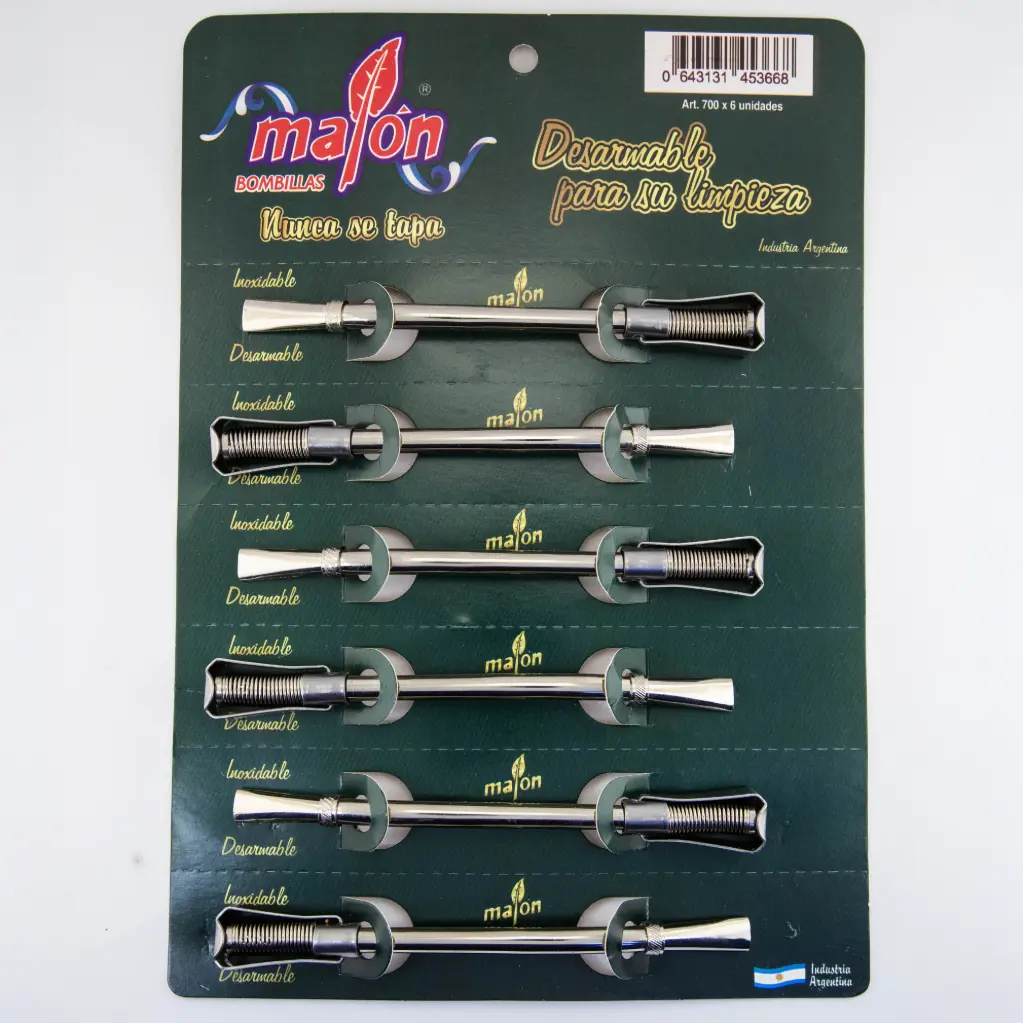 malón
®
BOMBILLAS
Nunca se tapa
0 643131 453668
Art. 700 x 6 unidades
Desarmable
para su limpieza
Industria Argentina
Inoxidable
malón
Desarmable
Inoxidable
malón
Desarmable
Inoxidable
malón
Desarmable
Inoxidable
malón
Desarmable
Inoxidable
malón
Desarmable
Inoxidable
malón
Desarmable
Industria
Argentina